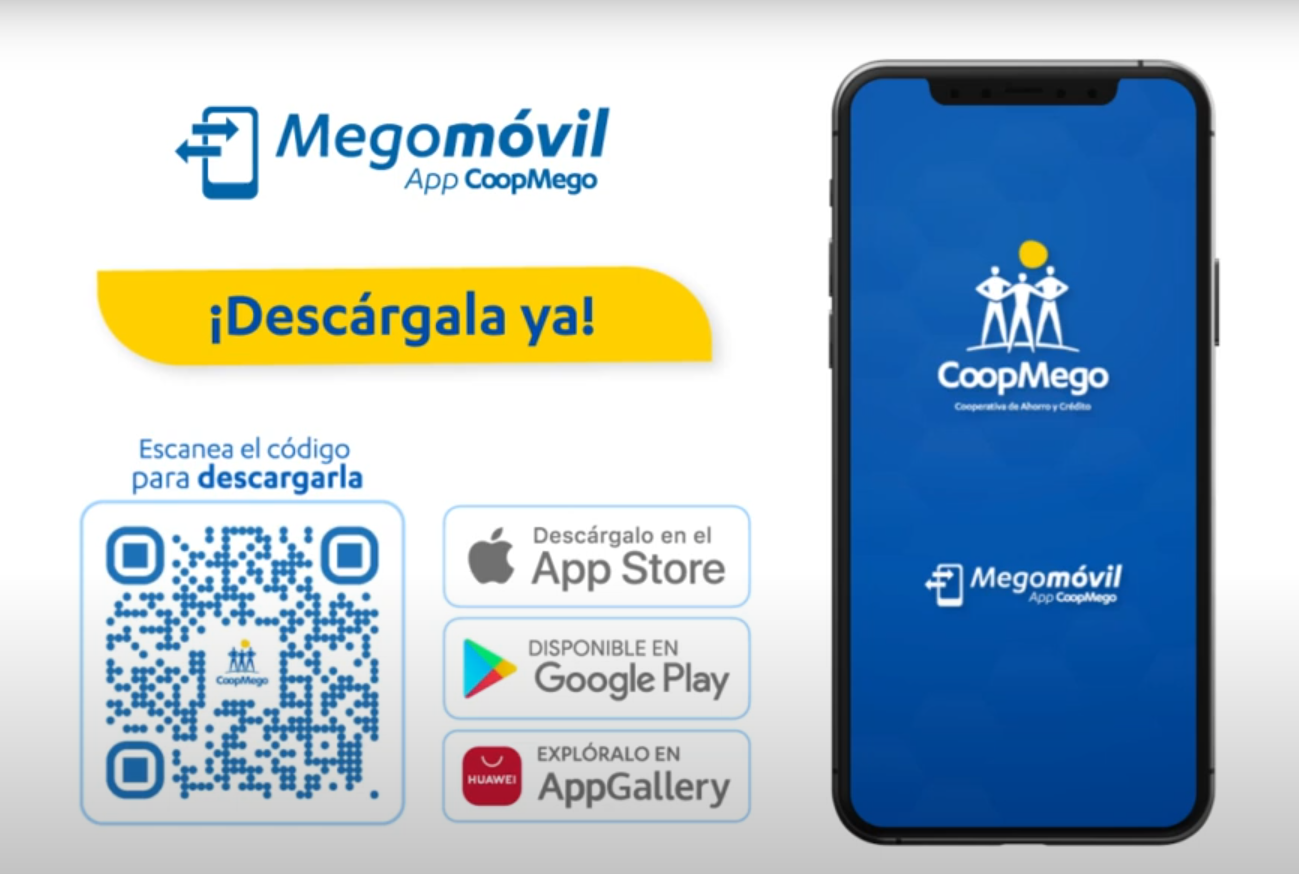 Megomóvil
App CoopMego
¡Descárgala ya!
Escanea el código
para descargarla
CoopMego
Descárgalo en el
App Store
DISPONIBLE EN
Google Play
HUAWEI
EXPLÓRALO EN
AppGallery
CoopMego
Cooperativa de Ahorro y Crédito
Megomóvil
App CoopMego